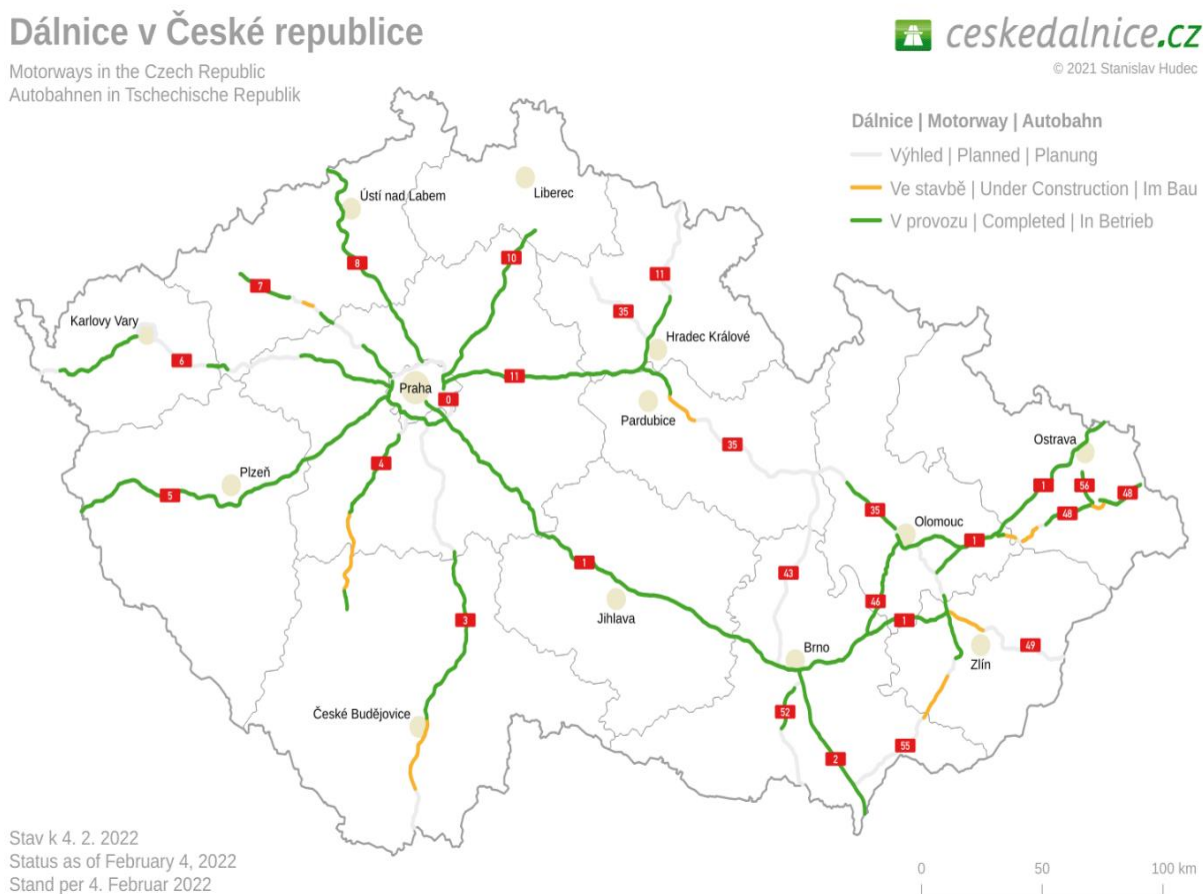 Dálnice v České republice
Motorways in the Czech Republic
Autobahnen in Tschechische Republik
ceskedalnice.cz
© 2021 Stanislav Hudec
Dálnice | Motorway | Autobahn
Výhled | Planned | Planung
Ve stavbě | Under Construction | Im Bau
V provozu | Completed | In Betrieb
Ústí nad Labem
Liberec
8
10
7
11
35
Karlovy Vary
6
Hradec Králové
11
Praha
0
Pardubice
35
Plzeň
4
5
Ostrava
1
56
48
48
35
Olomouc
1
1
43
Jihlava
46
3
1
Brno
Zlín
49
České Budějovice
52
2
55
Stav k 4. 2. 2022
Status as of February 4, 2022
Stand per 4. Februar 2022
0 50 100 km